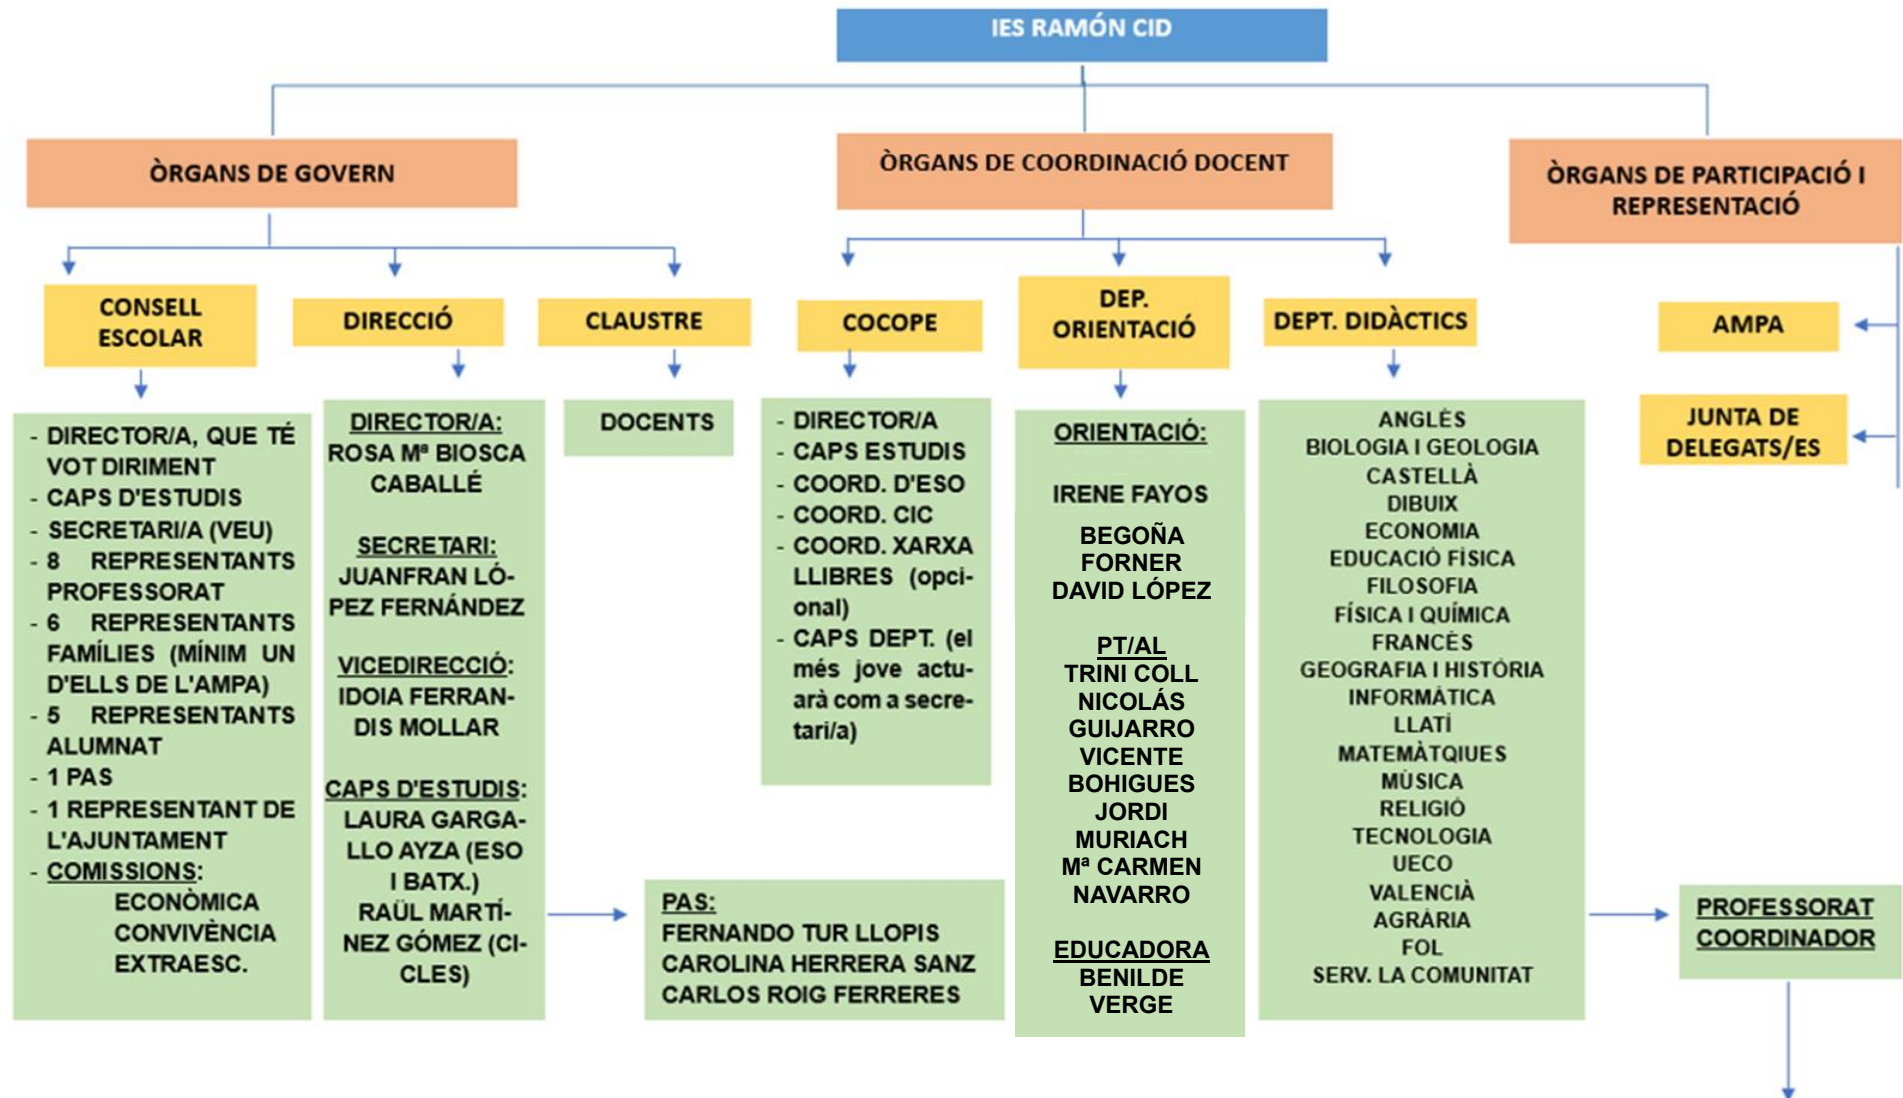 IES RAMÓN CID
ÒRGANS DE GOVERN
ÒRGANS DE COORDINACIÓ DOCENT
ÒRGANS DE PARTICIPACIÓ I
REPRESENTACIÓ
CONSELL
ESCOLAR
DIRECCIÓ
CLAUSTRE
COCOPE
DEP.
ORIENTACIÓ
DEPT. DIDÀCTICS
AMPA
JUNTA DE
DELEGATS/ES
- DIRECTOR/A, QUE TÉ
VOT DIRIMENT
- CAPS D'ESTUDIS
- SECRETARI/A (VEU)
- 8 REPRESENTANTS
PROFESSORAT
- 6 REPRESENTANTS
FAMÍLIES (MÍNIM UN
D'ELLS DE L'AMPA)
- 5 REPRESENTANTS
ALUMNAT
- 1 PAS
- 1 REPRESENTANT DE
L'AJUNTAMENT
- COMISSIONS:
ECONÒMICA
CONVIVÈNCIA
EXTRAESC.
DIRECTOR/A:
ROSA Mª BIOSCA
CABALLÉ
SECRETARI:
JUANFRAN LÓ-
PEZ FERNÁNDEZ
VICEDIRECCIÓ:
IDOIA FERRAN-
DIS MOLLAR
CAPS D'ESTUDIS:
LAURA GARGA-
LLO AYZA (ESO
I BATX.)
RAÜL MARTÍ-
NEZ GÓMEZ (CI-
CLES)
DOCENTS
PAS:
FERNANDO TUR LLOPIS
CAROLINA HERRERA SANZ
CARLOS ROIG FERRERES
- DIRECTOR/A
- CAPS ESTUDIS
- COORD. D'ESO
- COORD. CIC
- COORD. XARXA
LLIBRES (opci-
onal)
- CAPS DEPT. (el
més jove actu-
arà com a secre-
tari/a)
ORIENTACIÓ:
IRENE FAYOS
BEGOÑA
FORNER
DAVID LÓPEZ
PT/AL
TRINI COLL
NICOLÁS
GUIJARRO
VICENTE
BOHIGUES
JORDI
MURIACH
Mª CARMEN
NAVARRO
EDUCADORA
BENILDE
VERGE
ANGLÈS
BIOLOGIA I GEOLOGIA
CASTELLÀ
DIBUIX
ECONOMIA
EDUCACIÓ FÍSICA
FILOSOFIA
FÍSICA I QUÍMICA
FRANCÉS
GEOGRAFIA I HISTÒRIA
INFORMÀTICA
LLATÍ
MATEMÀTQIUES
MÚSICA
RELIGIÓ
TECNOLOGIA
UECO
VALENCIÀ
AGRÀRIA
FOL
SERV. LA COMUNITAT
PROFESSORAT
COORDINADOR